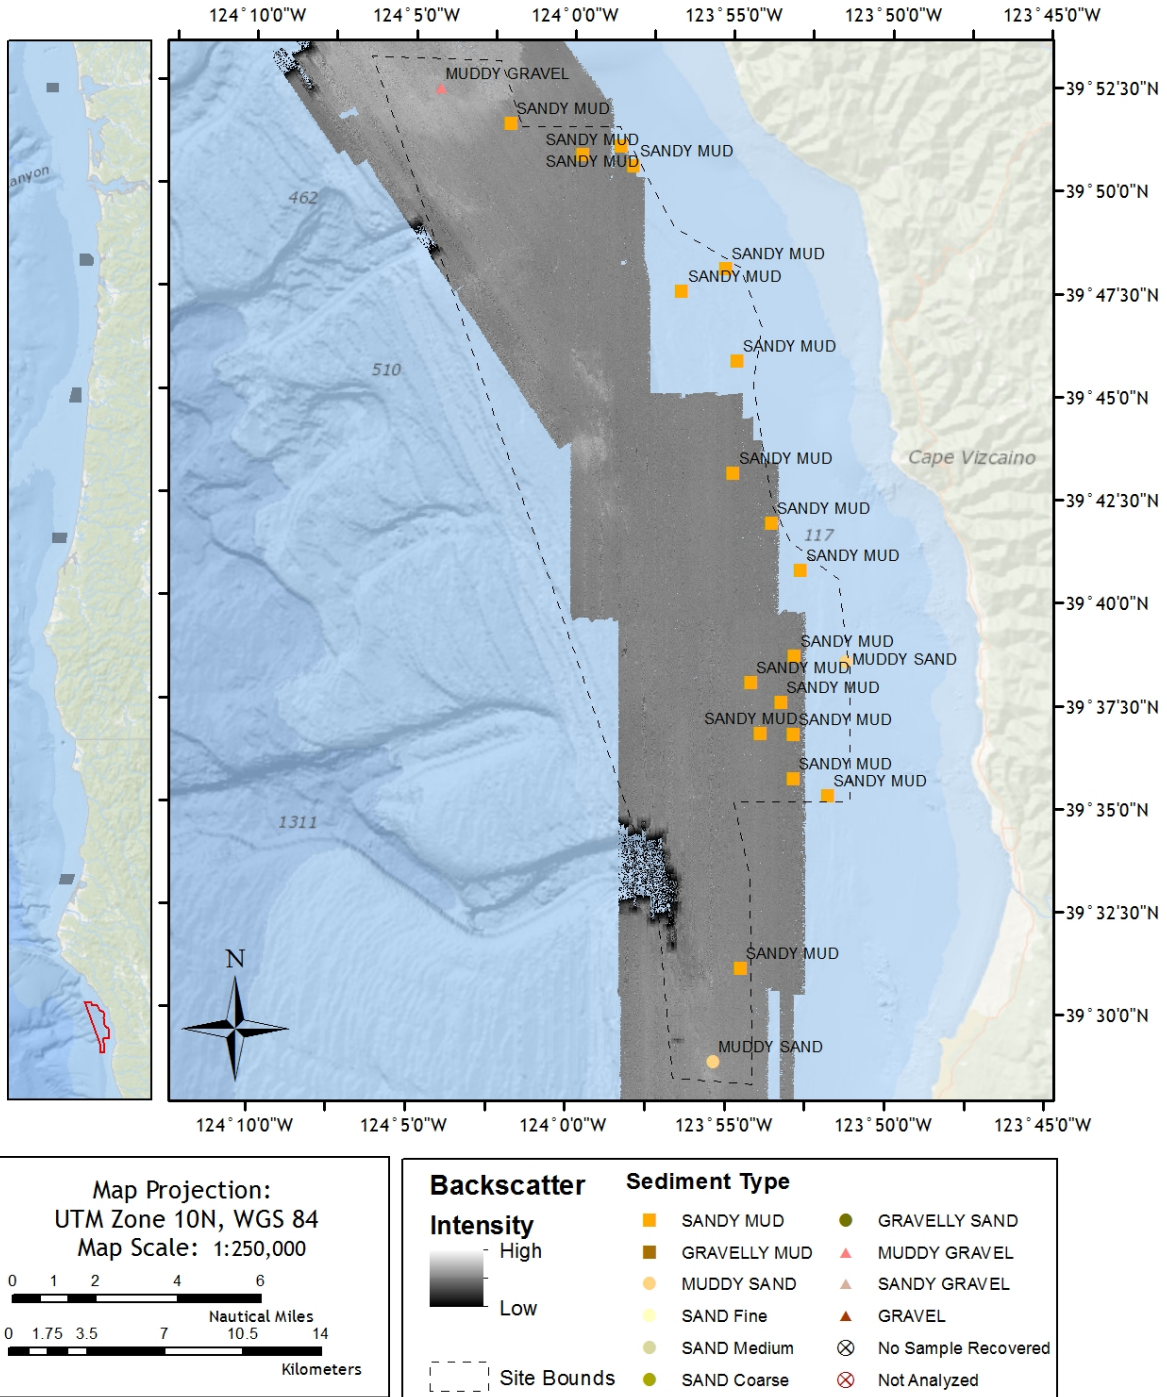 124°10'0"W 124°5'0"W 124°0'0"W 123°55'0"W 123°50'0"W 123°45'0"W
MUDDY GRAVEL
39°52'30"N
SANDY MUD
SANDY MUD
SANDY MUD
SANDY MUD
anyon
39°50'0"N
462
SANDY MUD
SANDY MUD
39°47'30"N
SANDY MUD
510
39°45'0"N
SANDY MUD
Cape Vizcaino
39°42'30"N
SANDY MUD
117
SANDY MUD
39°40'0"N
SANDY MUD
MUDDY SAND
SANDY MUD
SANDY MUD
39°37'30"N
SANDY MUD
SANDY MUD
SANDY MUD
SANDY MUD
39°35'0"N
1311
39°32'30"N
SANDY MUD
N
39°30'0"N
MUDDY SAND
124°10'0"W 124°50'0"W 124°0'0"W 123°55'0"W 123°50'0"W 123°45'0"W
Map Projection:
UTM Zone 10N, WGS 84
Map Scale: 1:250,000
0 1 2 4 6
Nautical Miles
0 1.75 3.5 7 10.5 14
Kilometers
Backscatter
Intensity
High
Low
Site Bounds
Sediment Type
SANDY MUD
GRAVELLY MUD
MUDDY SAND
SAND Fine
SAND Medium
SAND Coarse
GRAVELLY SAND
MUDDY GRAVEL
SANDY GRAVEL
GRAVEL
No Sample Recovered
Not Analyzed